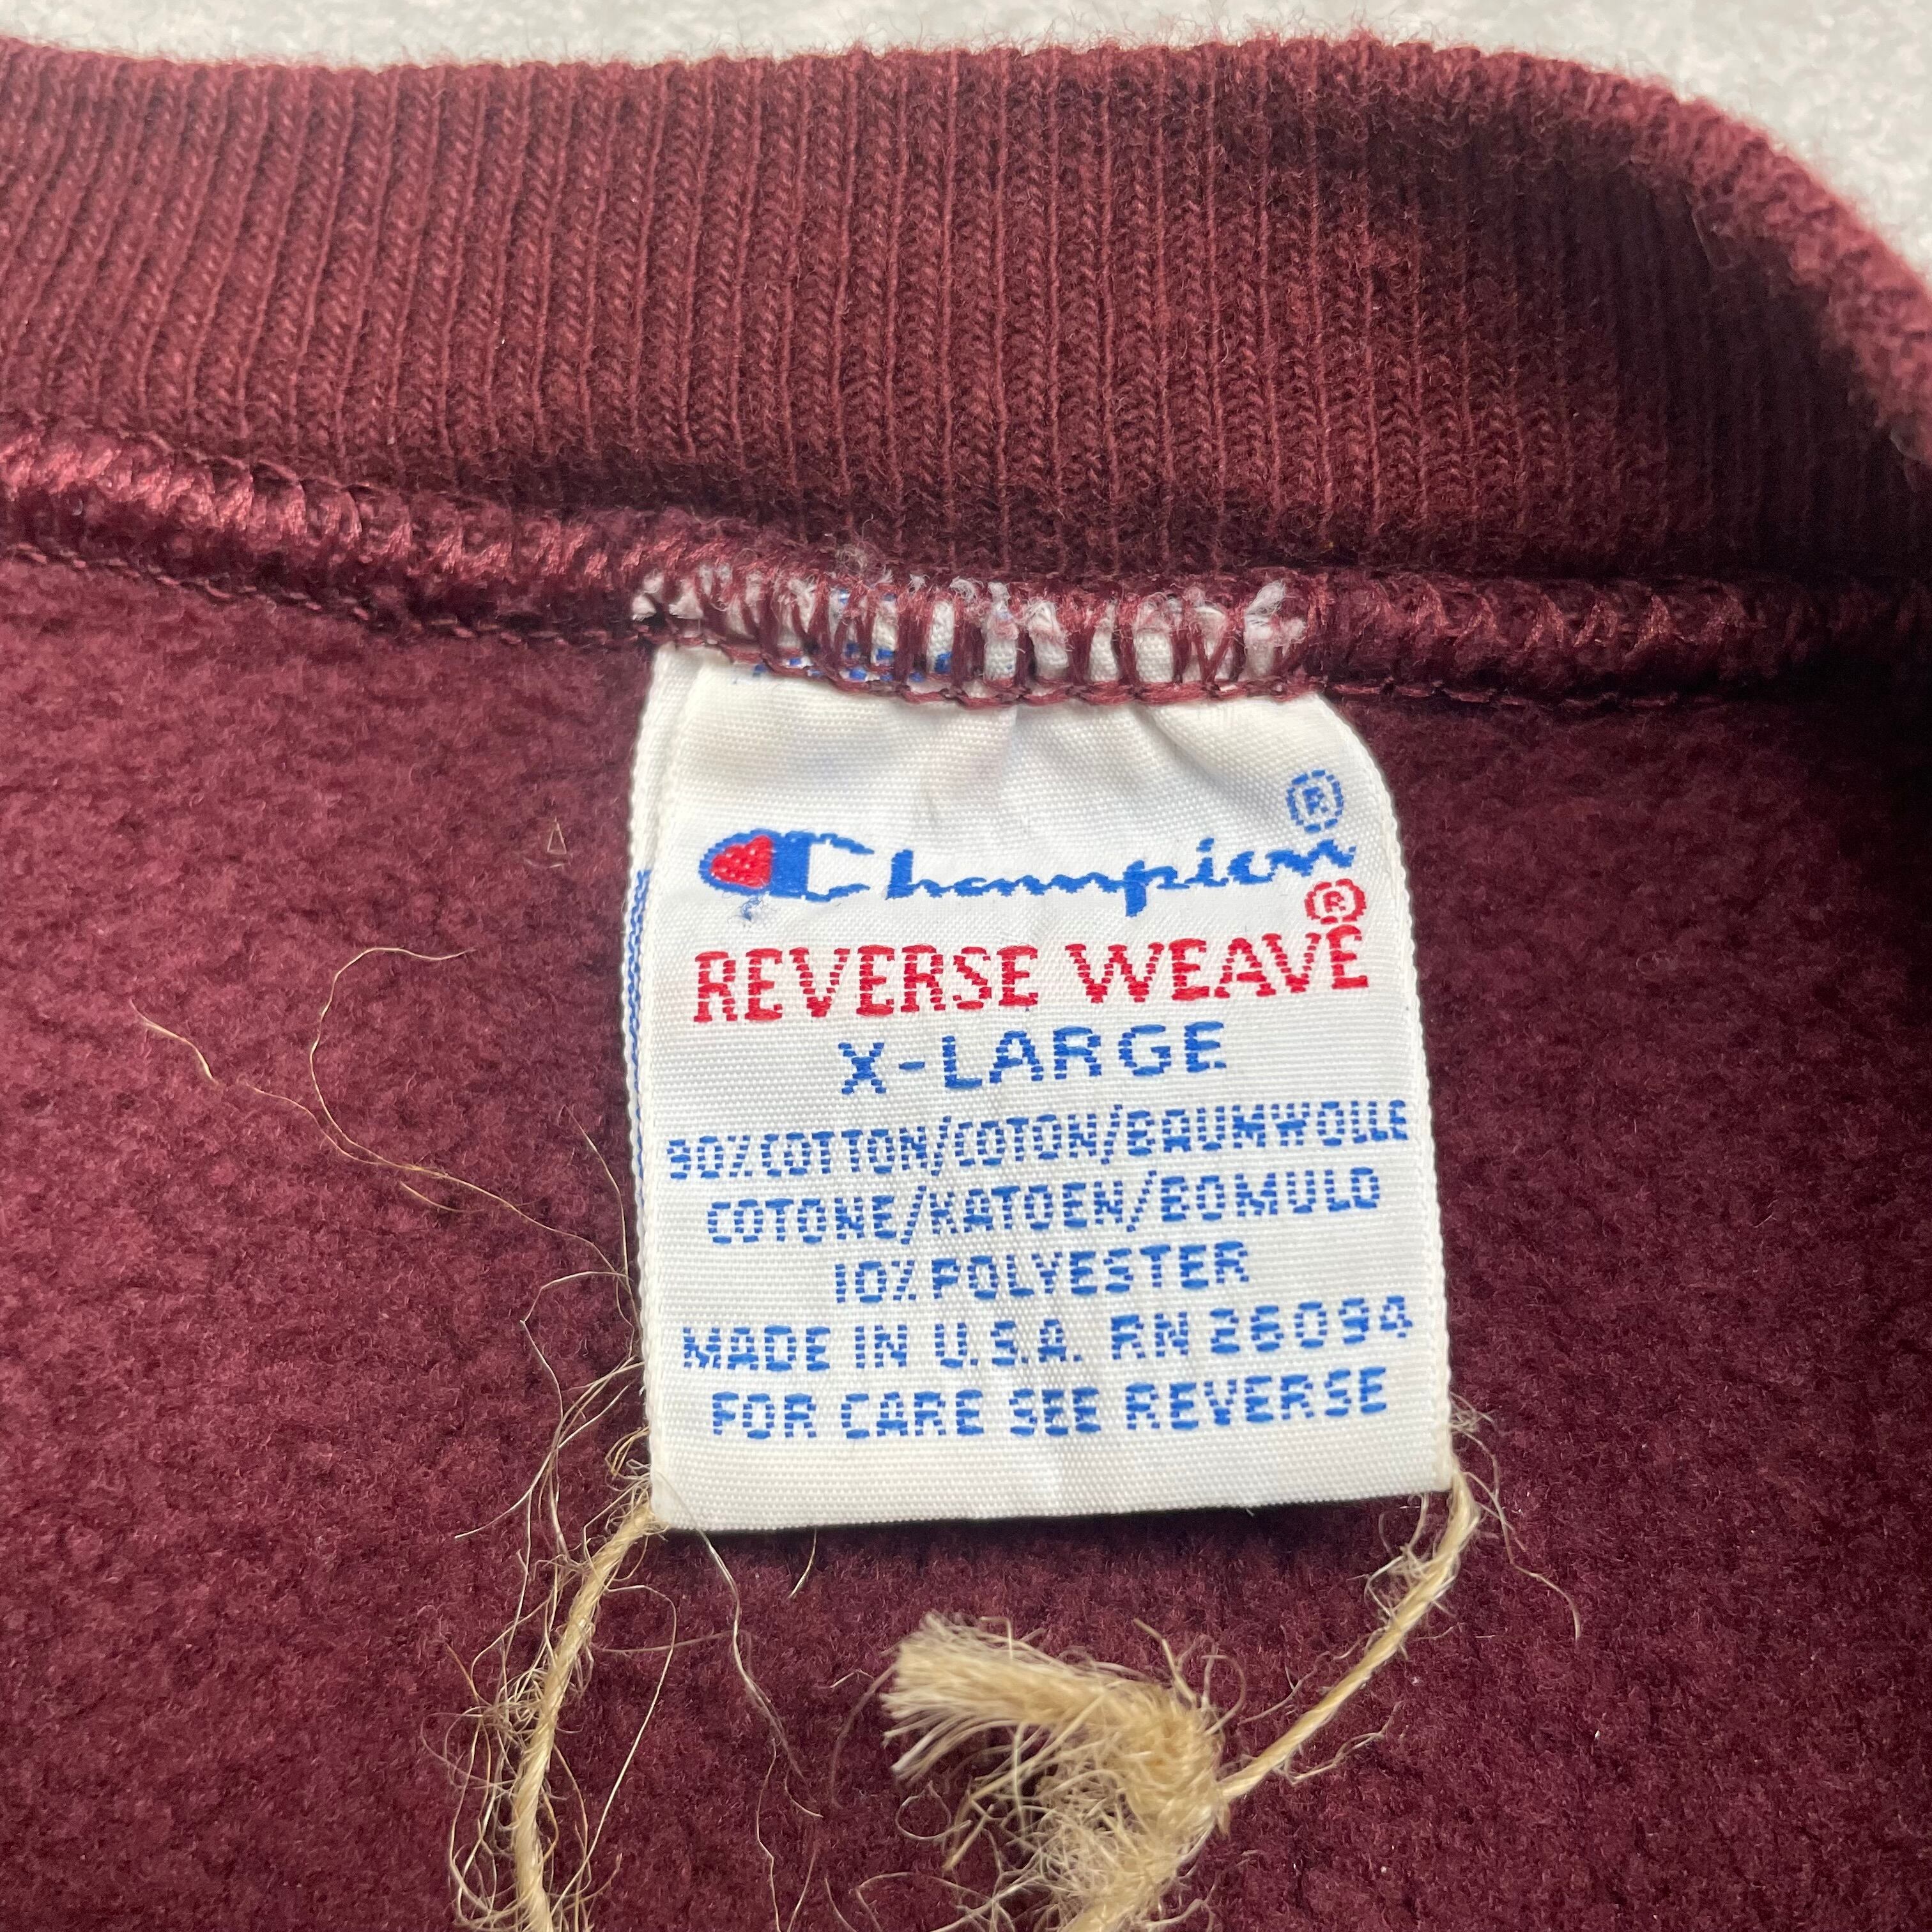 Champion®
REVERSE WEAVE®
X-LARGE
90% COTTON/COTON/BAUMWOLLE
COTONE/KATOEN/BOMULD
10% POLYESTER
MADE IN U.S.A. RN 26094
FOR CARE SEE REVERSE